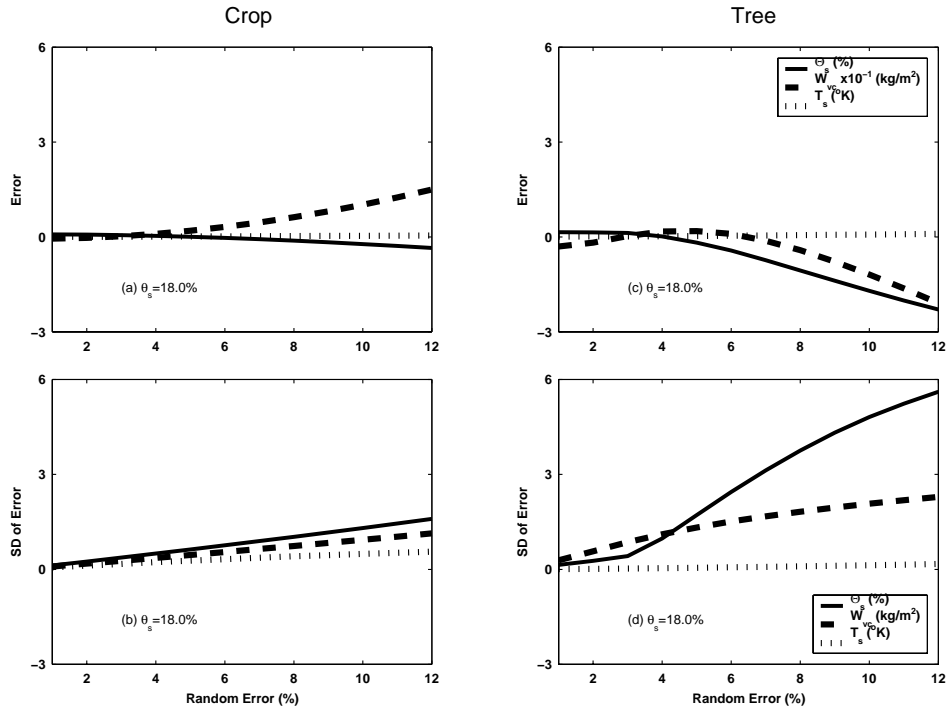 Crop
Tree
6
3
0
−3
Error
2 4 6 8 10 12
(a) θs=18.0%
6
3
0
−3
Error
2 4 6 8 10 12
(c) θs=18.0%
Θs (%)
Wvc x10−1 (kg/m2)
Ts (oK)
6
3
0
−3
SD of Error
2 4 6 8 10 12
Random Error (%)
(b) θs=18.0%
6
3
0
−3
SD of Error
2 4 6 8 10 12
Random Error (%)
(d) θs=18.0%
Θs (%)
Wvc (kg/m2)
Ts (oK)